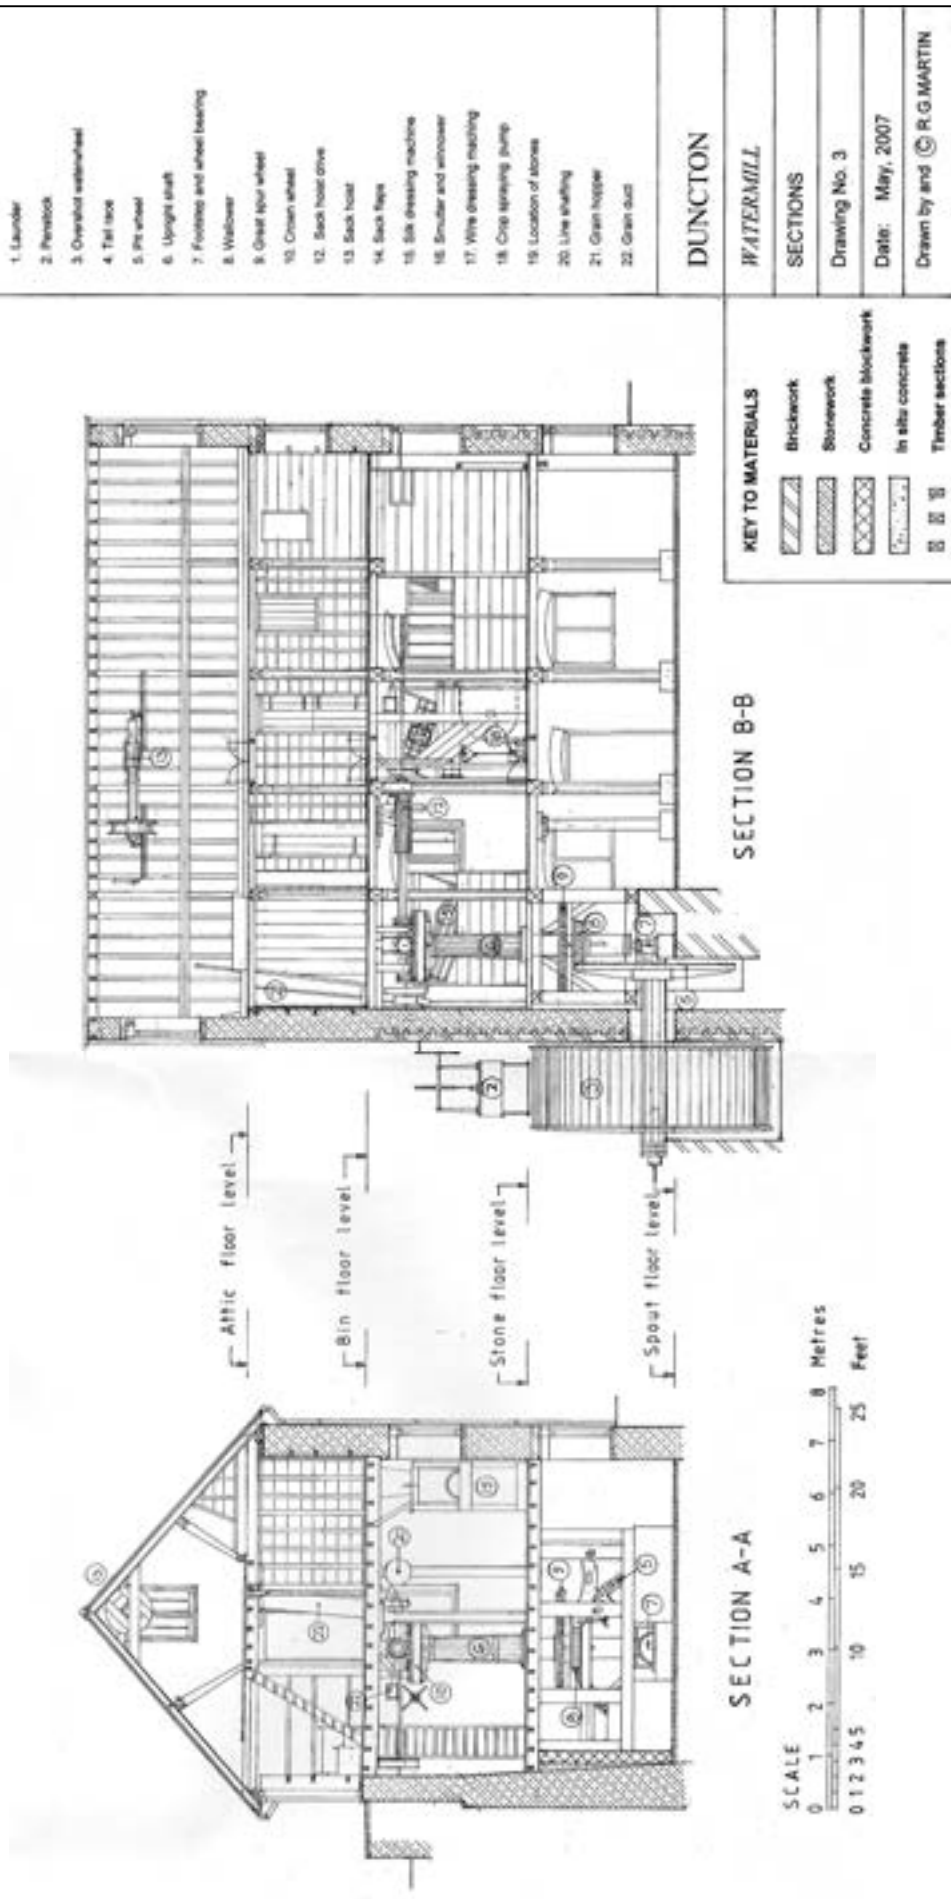 1. Launder
2. Penstock
3. Overshot waterwheel
4. Tail race
5. Pit wheel
6. Upright shaft
7. Footstep and wheel bearing
8. Wallower
9. Great spur wheel
10. Crown wheel
12. Sack hoist drive
13. Sack hoist
14. Sack flaps
15. Silk dressing machine
16. Smutter and winnower
17. Wire dressing maching
18. Crop spraying pump
19. Location of stones
20. Line shafting
21. Grain hopper
22. Grain duct
DUNCTON
WATERMILL
SECTIONS
Drawing No. 3
Date: May, 2007
Drawn by and © R.G.MARTIN
KEY TO MATERIALS
Brickwork
Stonework
Concrete blockwork
In situ concrete
Timber sections
Attic floor level
Bin floor level
Stone floor level
Spout floor level
SECTION A-A
SECTION B-B
SCALE
0 1 2 3 4 5 6 7 8 Metres
0 1 2 3 4 5 10 15 20 25 Feet